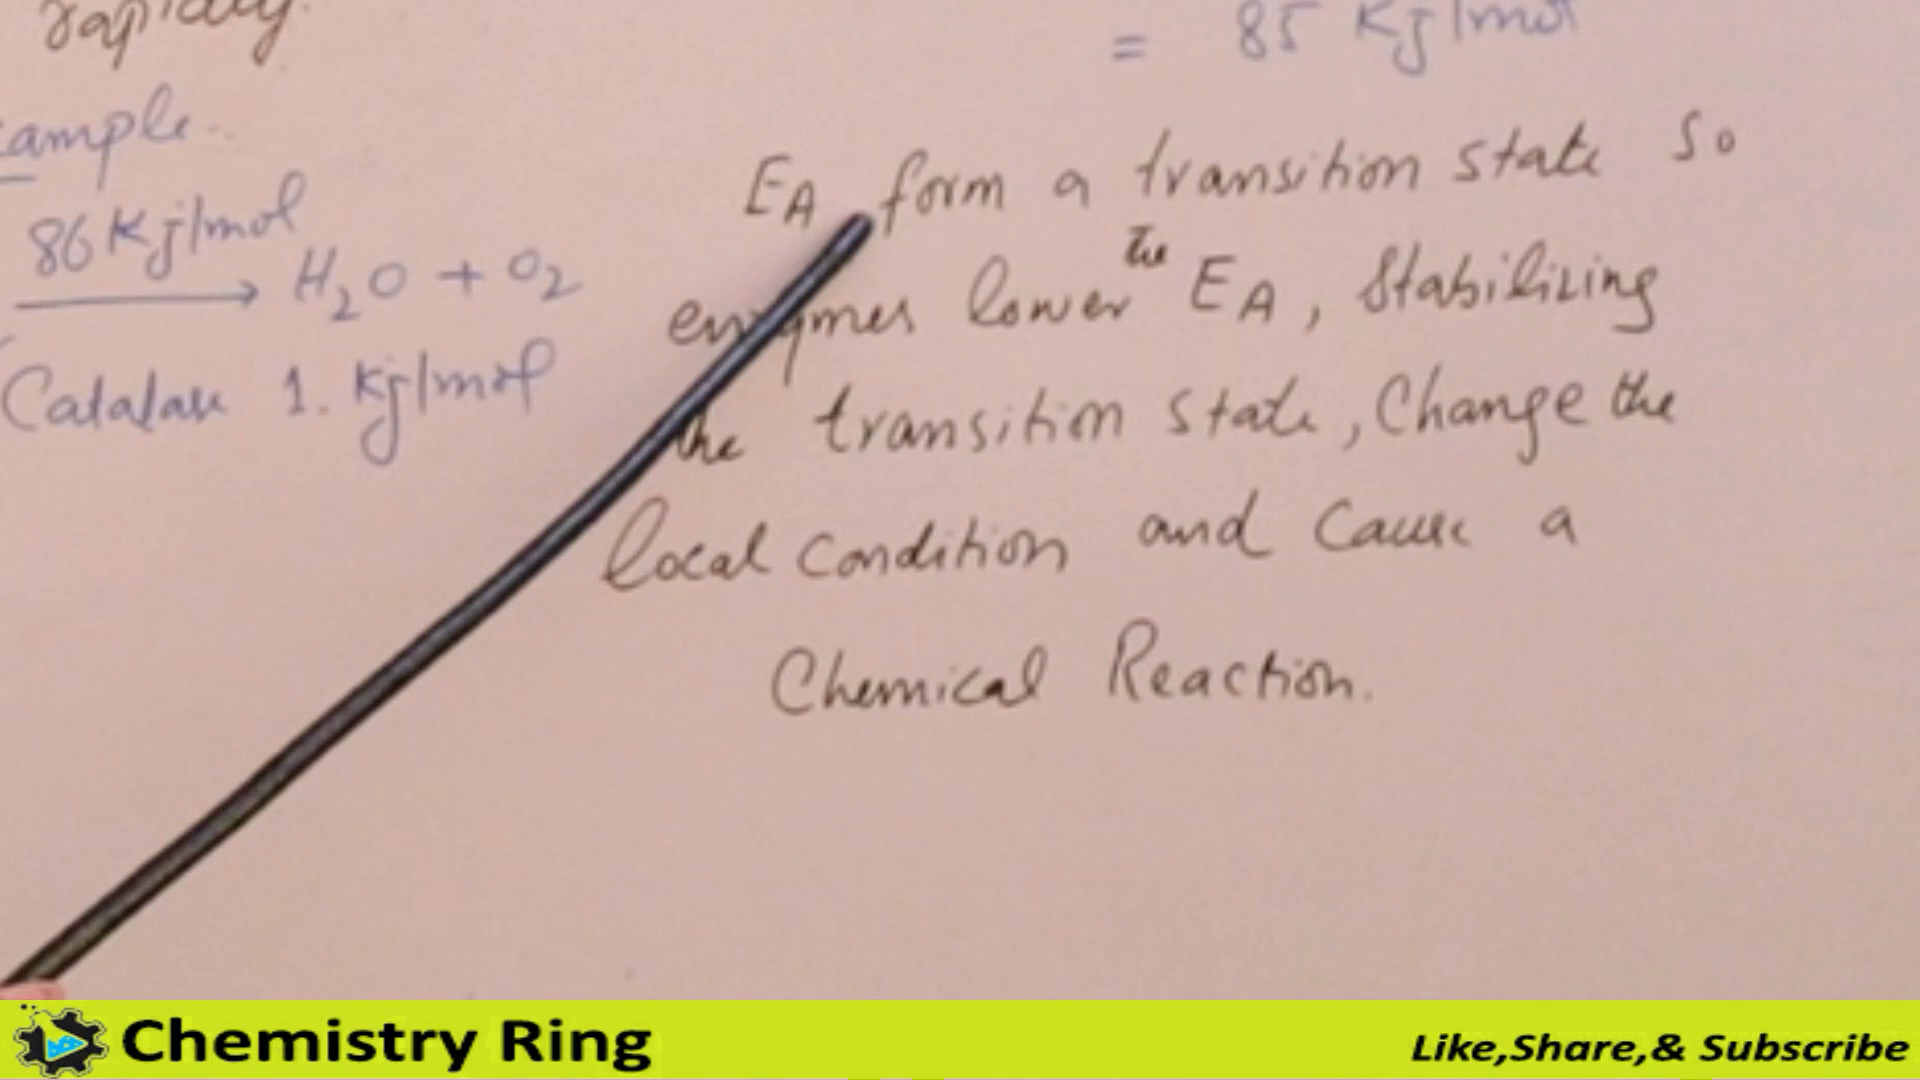 rapidly.
= 85 Kj/mol
Example..
86 Kj/mol
→ H₂O + O₂
Catalase 1. Kj/mol
EA form a transition state so
enzymes lower the EA, Stabilizing
the transition state, Change the
local condition and cause a
Chemical Reaction.
Chemistry Ring
Like,Share,& Subscribe